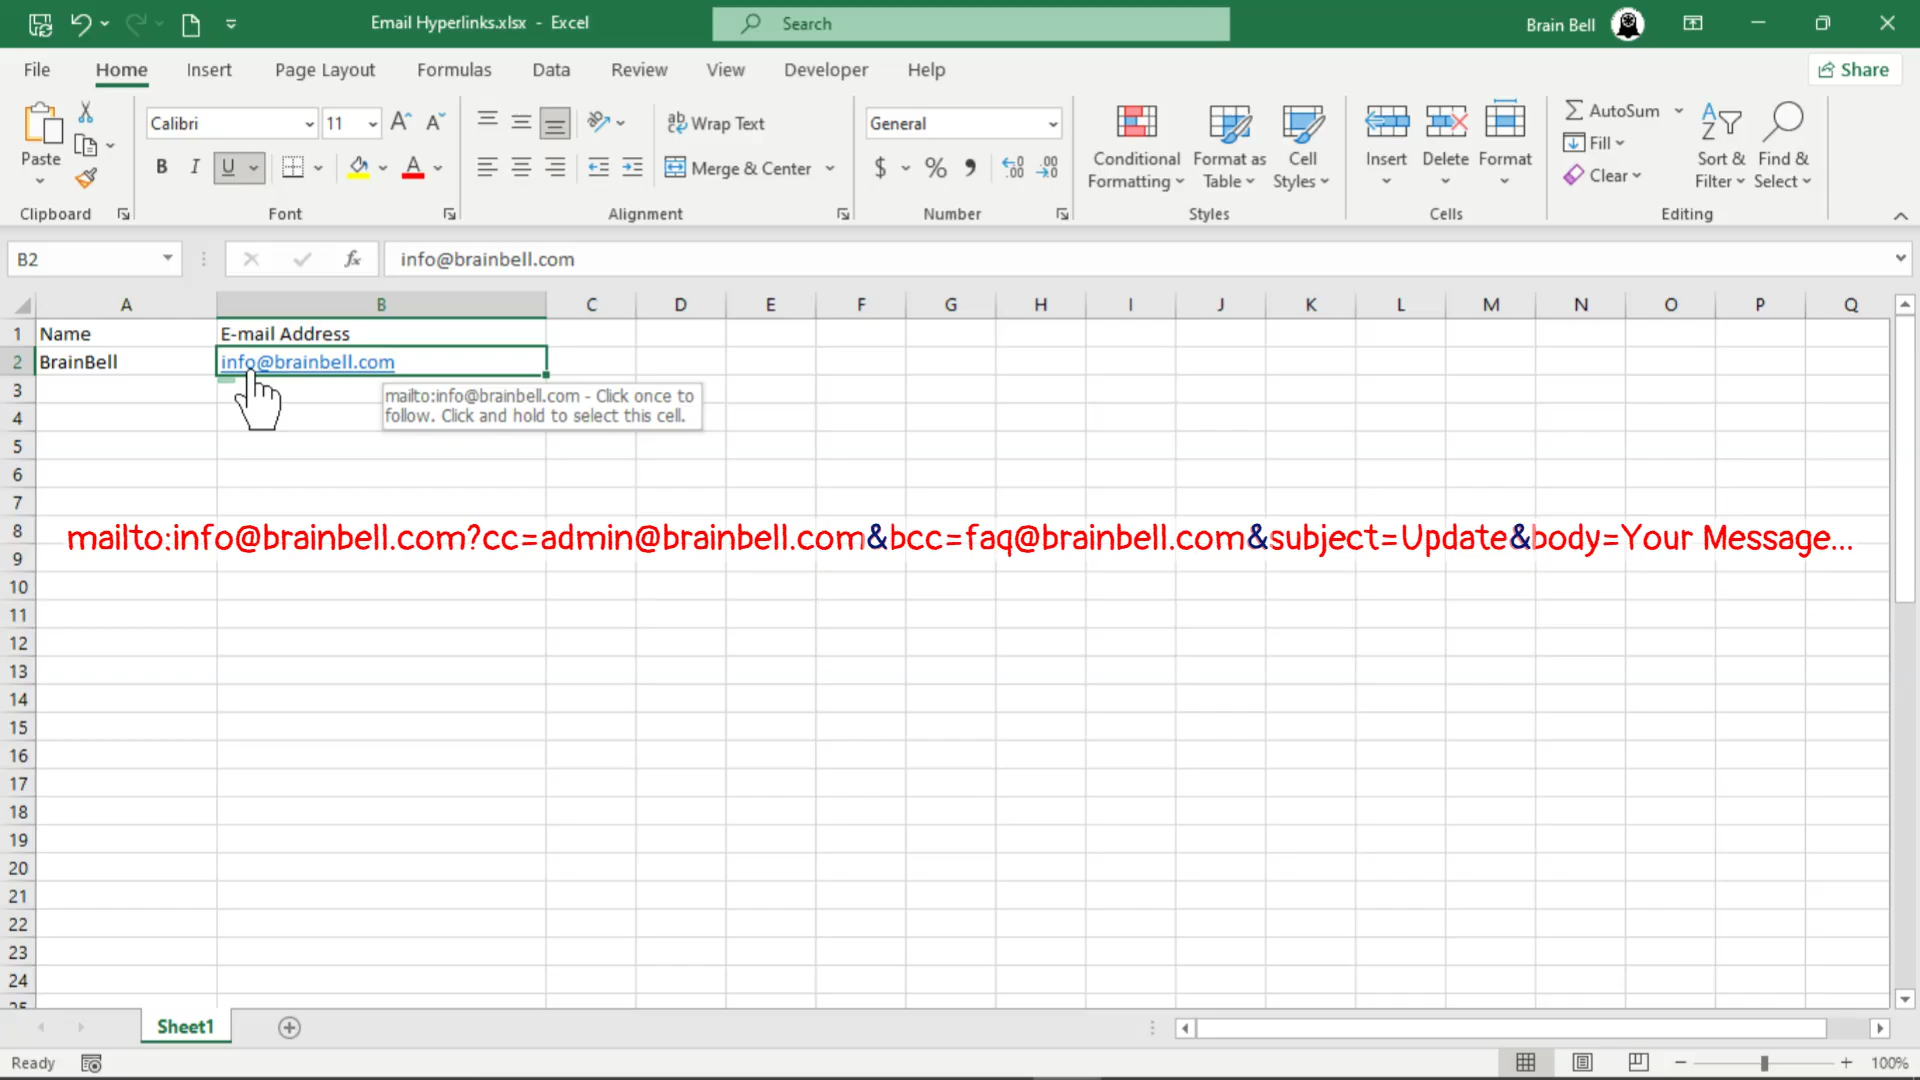 Email Hyperlinks.xlsx - Excel
Search
Brain Bell
File Home Insert Page Layout Formulas Data Review View Developer Help
Share
Paste
Clipboard
Calibri 11
B I U
Font
Wrap Text
Merge & Center
Alignment
General
$ % 9
Number
Conditional Formatting
Format as Table
Cell Styles
Styles
Insert Delete Format
Cells
AutoSum
Fill
Clear
Sort & Filter
Find & Select
Editing
B2
fx
info@brainbell.com
A B C D E F G H I J K L M N O P Q
1 Name E-mail Address
2 BrainBell info@brainbell.com
mailto:info@brainbell.com - Click once to
follow. Click and hold to select this cell.
3
4
5
6
7
8
mailto:info@brainbell.com?cc=admin@brainbell.com&bcc=faq@brainbell.com&subject=Update&body=Your Message...
9
10
11
12
13
14
15
16
17
18
19
20
21
22
23
24
25
Sheet1
Ready
100%